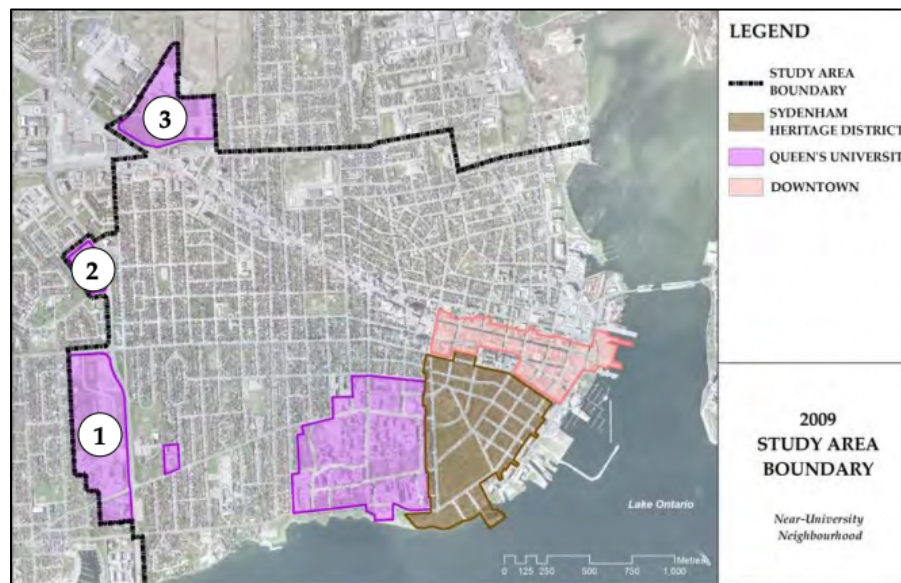 3
2
1
Lake Ontario
Metres
0 125 250 500 750 1,000
LEGEND
STUDY AREA
BOUNDARY
SYDENHAM
HERITAGE DISTRICT
QUEEN'S UNIVERSIT
DOWNTOWN
2009
STUDY AREA
BOUNDARY
Near-University
Neighbourhood